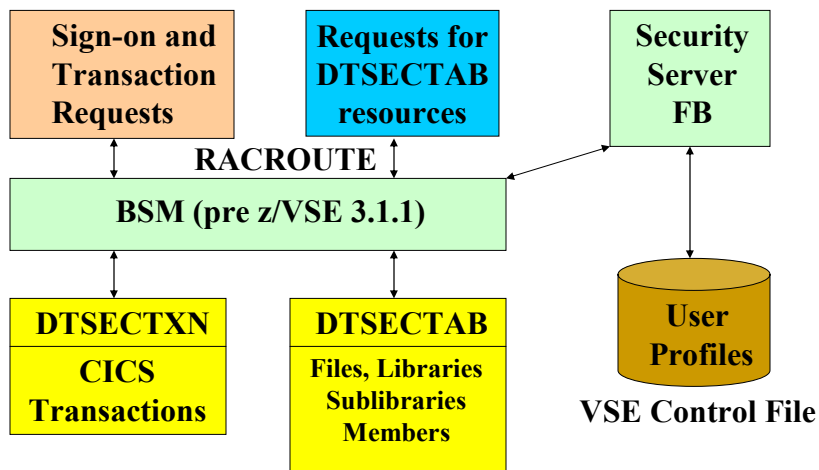 Sign-on and
Transaction
Requests
Requests for
DTSECTAB
resources
Security
Server
FB
RACROUTE
BSM (pre z/VSE 3.1.1)
DTSECTXN
CICS
Transactions
DTSECTAB
Files, Libraries
Sublibraries
Members
User
Profiles
VSE Control File